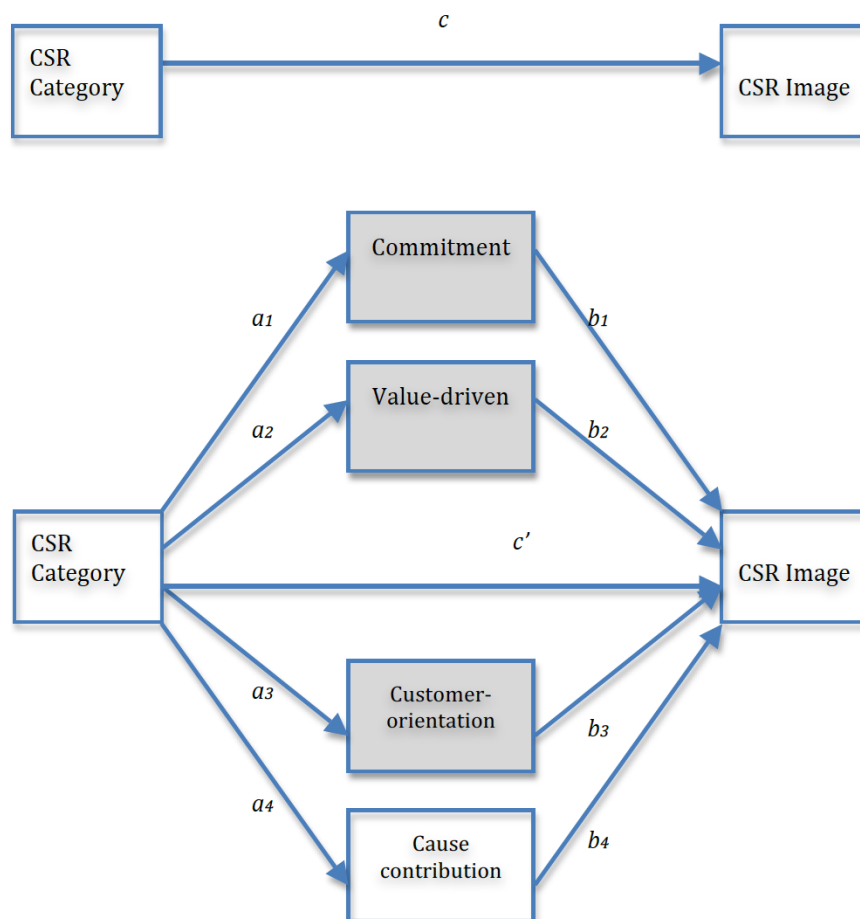 c
CSR
Category
CSR Image
Commitment
a₁
b₁
Value-driven
a₂
b₂
CSR
Category
c’
CSR Image
a₃
Customer-
orientation
b₃
a₄
Cause
contribution
b₄